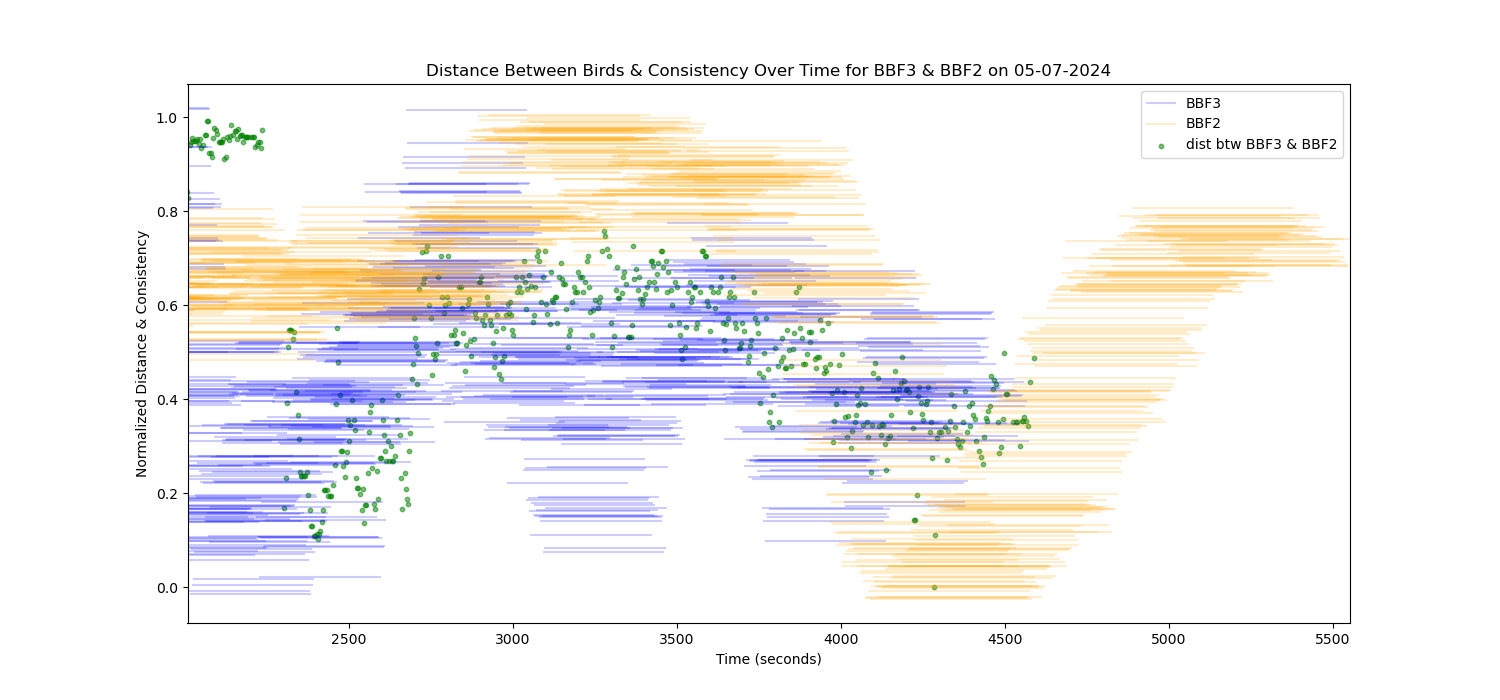 Distance Between Birds & Consistency Over Time for BBF3 & BBF2 on 05-07-2024
BBF3
BBF2
dist btw BBF3 & BBF2
Normalized Distance & Consistency
1.0
0.8
0.6
0.4
0.2
0.0
2500 3000 3500 4000 4500 5000 5500
Time (seconds)